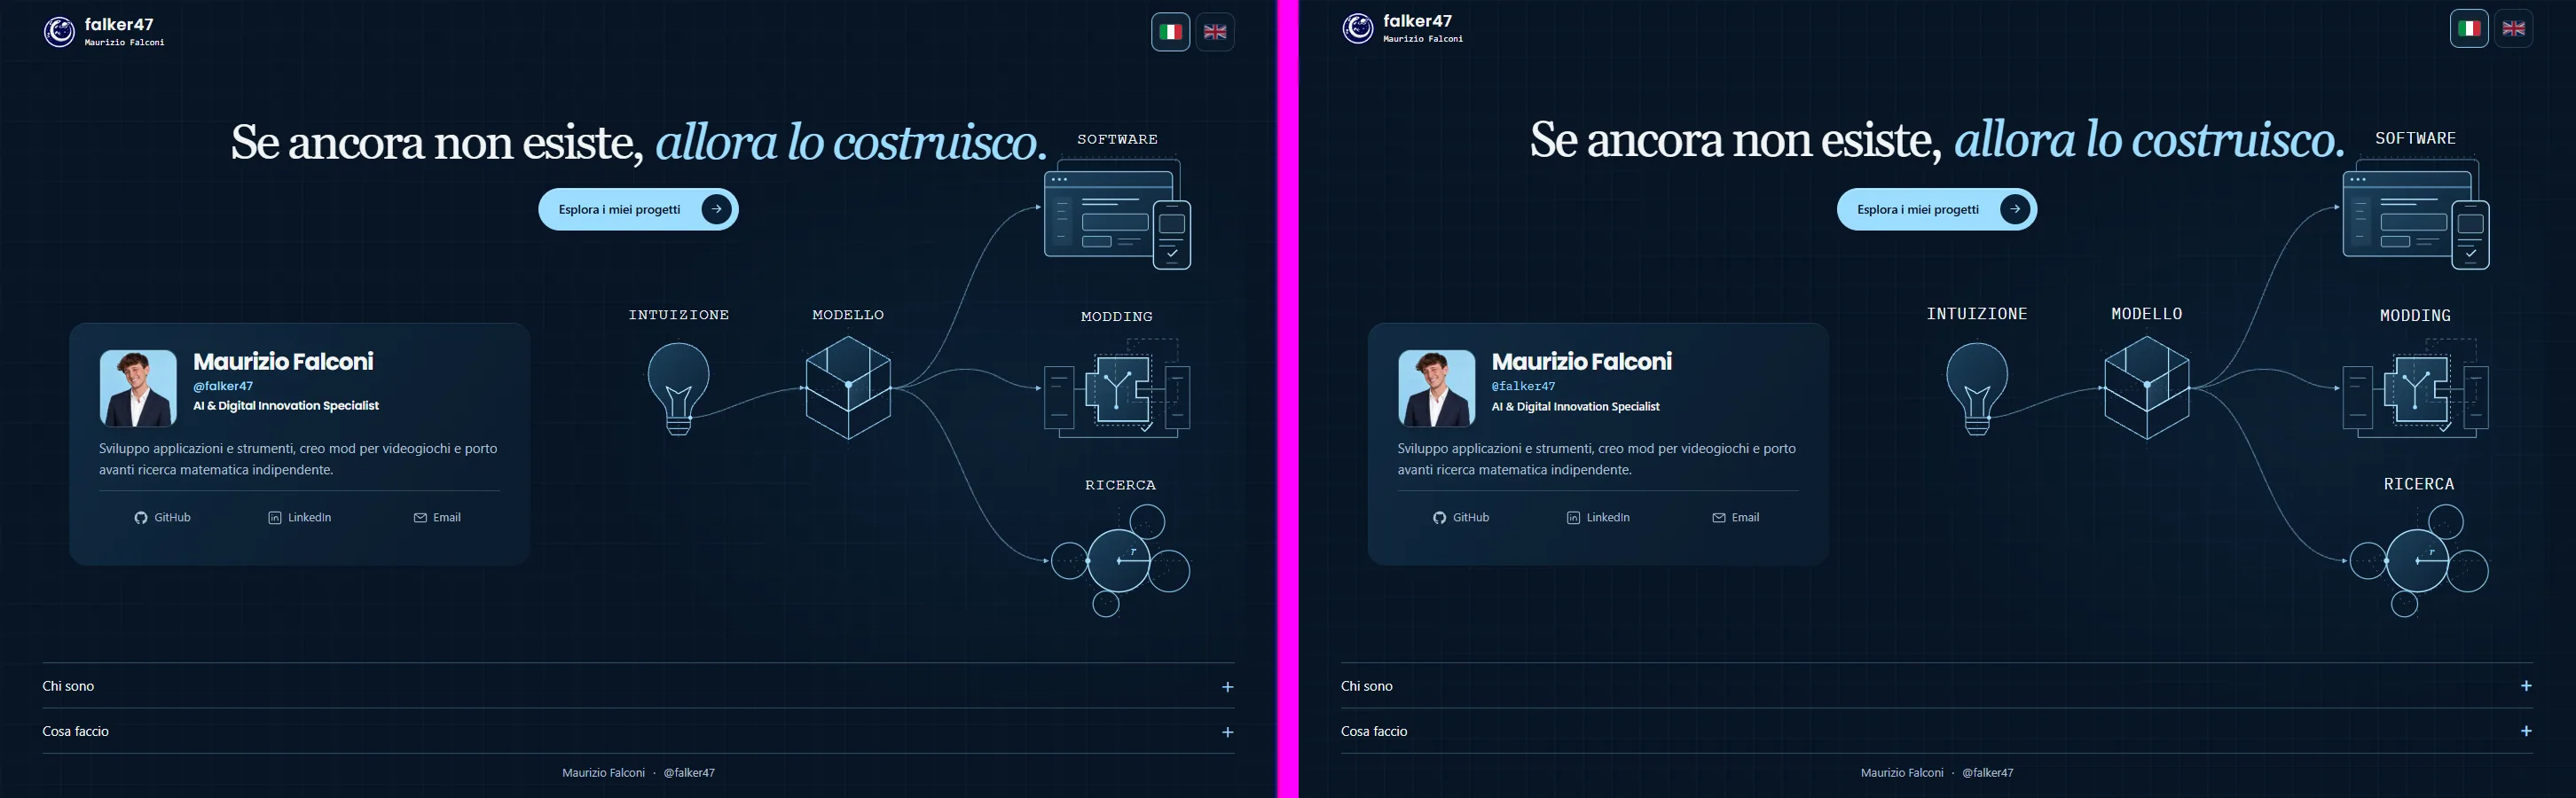 falker47
Maurizio Falconi
Se ancora non esiste, allora lo costruisco.
Esplora i miei progetti
SOFTWARE
INTUIZIONE
MODELLO
MODDING
Maurizio Falconi
@falker47
AI & Digital Innovation Specialist
Sviluppo applicazioni e strumenti, creo mod per videogiochi e porto
avanti ricerca matematica indipendente.
GitHub
LinkedIn
Email
RICERCA
r
Chi sono
Cosa faccio
Maurizio Falconi · @falker47
falker47
Maurizio Falconi
Se ancora non esiste, allora lo costruisco.
Esplora i miei progetti
SOFTWARE
INTUIZIONE
MODELLO
MODDING
Maurizio Falconi
@falker47
AI & Digital Innovation Specialist
Sviluppo applicazioni e strumenti, creo mod per videogiochi e porto
avanti ricerca matematica indipendente.
GitHub
LinkedIn
Email
RICERCA
r
Chi sono
Cosa faccio
Maurizio Falconi · @falker47